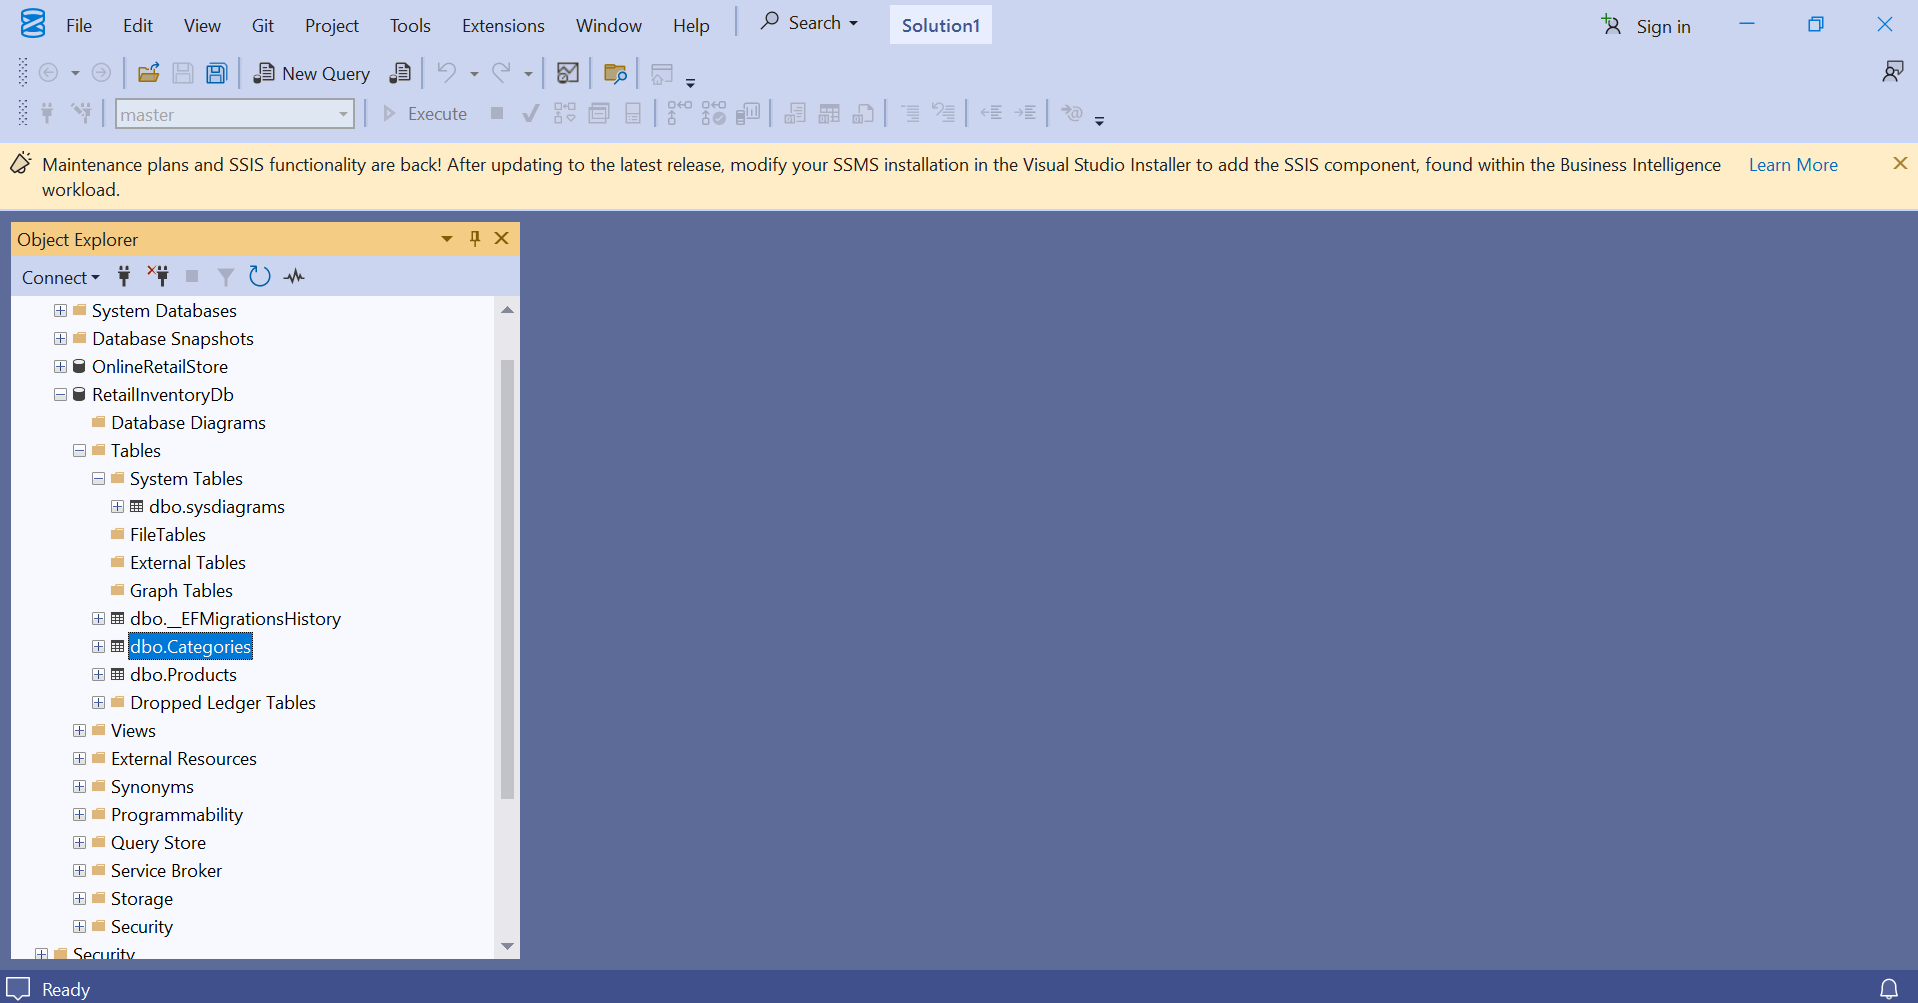 File Edit View Git Project Tools Extensions Window Help Search Solution1 Sign in
New Query
master Execute
Maintenance plans and SSIS functionality are back! After updating to the latest release, modify your SSMS installation in the Visual Studio Installer to add the SSIS component, found within the Business Intelligence Learn More
workload.
Object Explorer
Connect
System Databases
Database Snapshots
OnlineRetailStore
RetailInventoryDb
Database Diagrams
Tables
System Tables
dbo.sysdiagrams
FileTables
External Tables
Graph Tables
dbo.__EFMigrationsHistory
dbo.Categories
dbo.Products
Dropped Ledger Tables
Views
External Resources
Synonyms
Programmability
Query Store
Service Broker
Storage
Security
Security
Ready